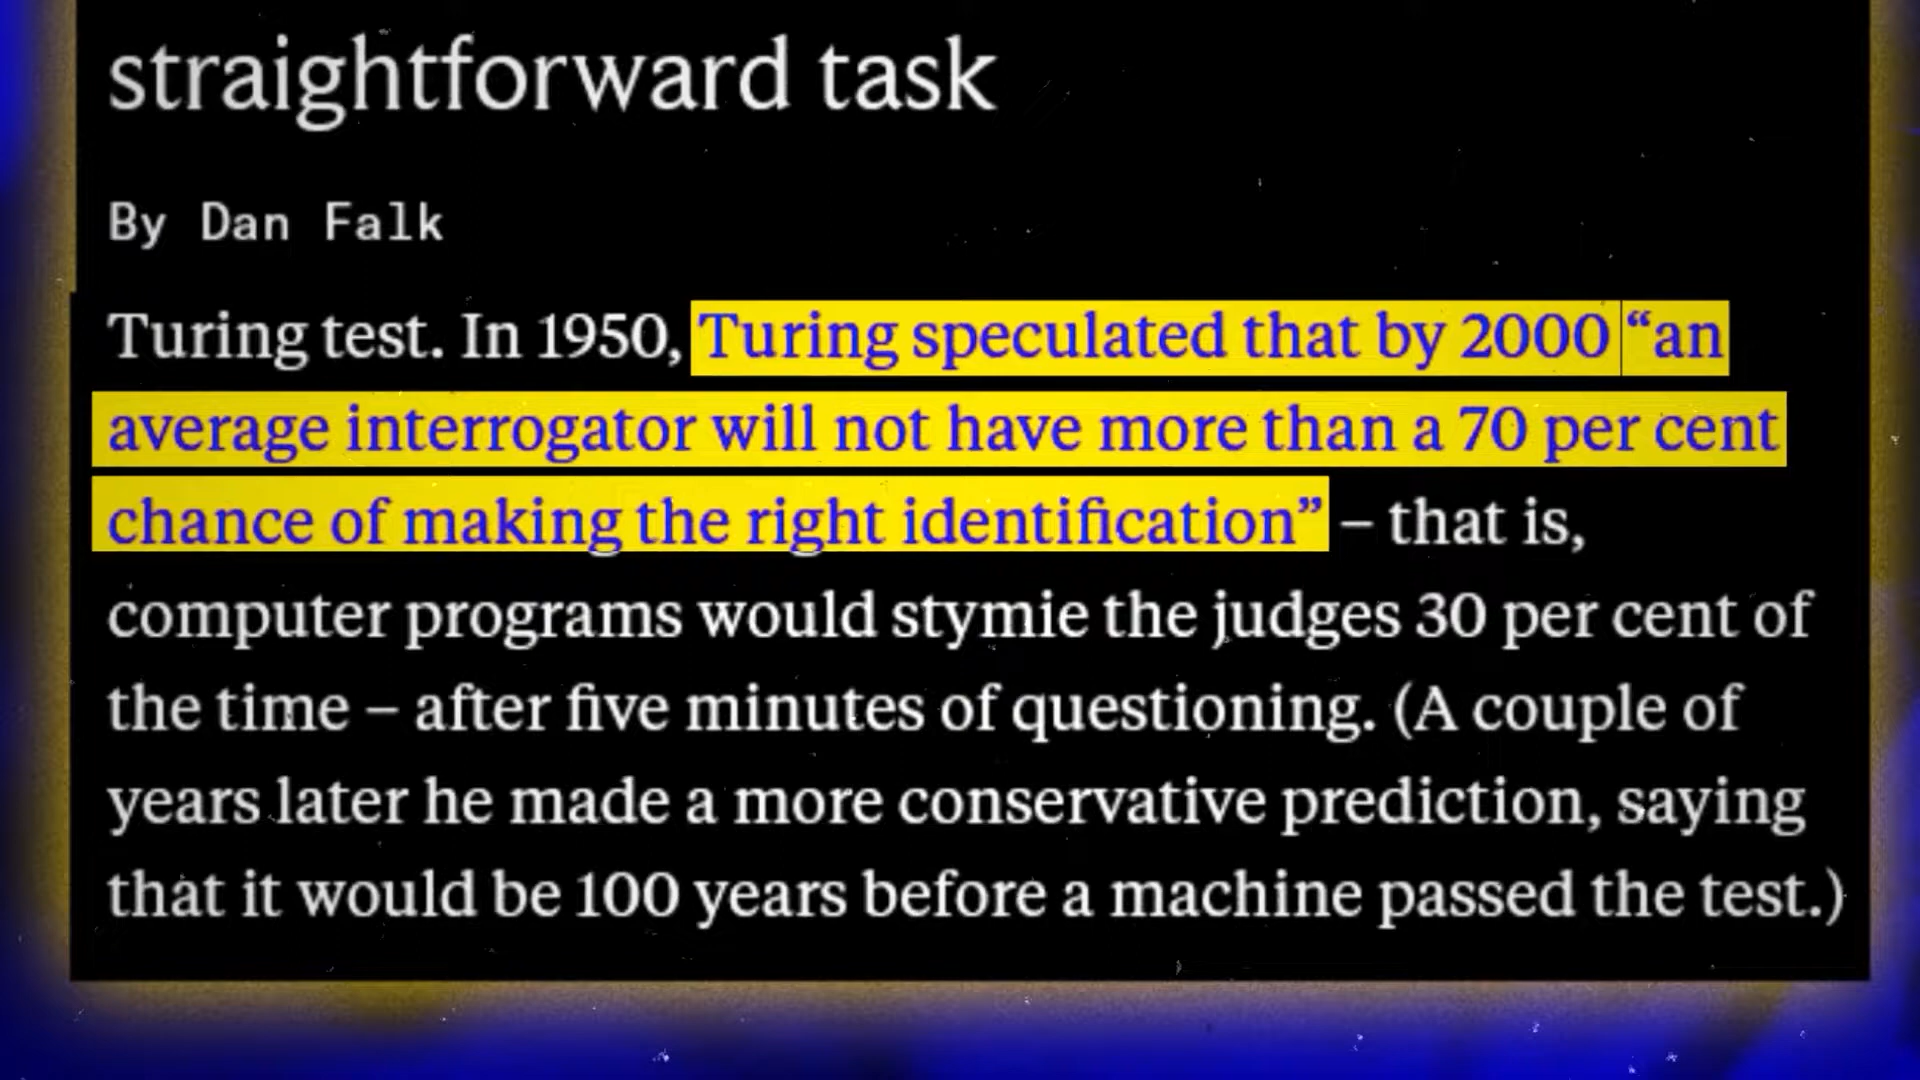 straightforward task
By Dan Falk
Turing test. In 1950, Turing speculated that by 2000 “an
average interrogator will not have more than a 70 per cent
chance of making the right identification” – that is,
computer programs would stymie the judges 30 per cent of
the time – after five minutes of questioning. (A couple of
years later he made a more conservative prediction, saying
that it would be 100 years before a machine passed the test.)